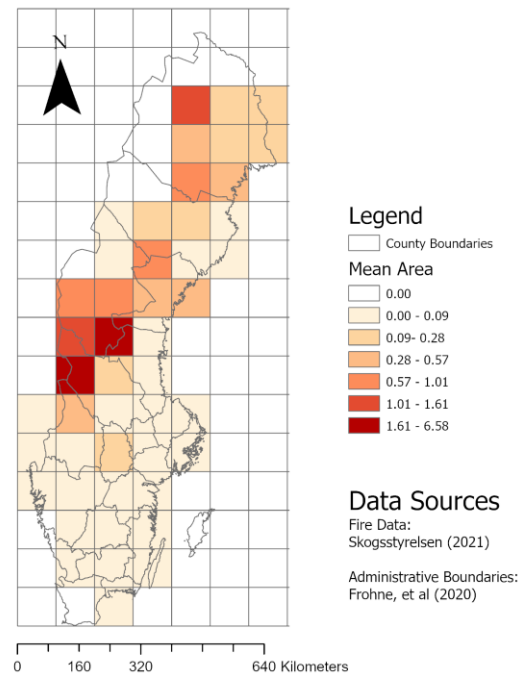 N
Legend
County Boundaries
Mean Area
0.00
0.00 - 0.09
0.09- 0.28
0.28 - 0.57
0.57 - 1.01
1.01 - 1.61
1.61 - 6.58
Data Sources
Fire Data:
Skogsstyrelsen (2021)
Administrative Boundaries:
Frohne, et al (2020)
0 160 320 640 Kilometers